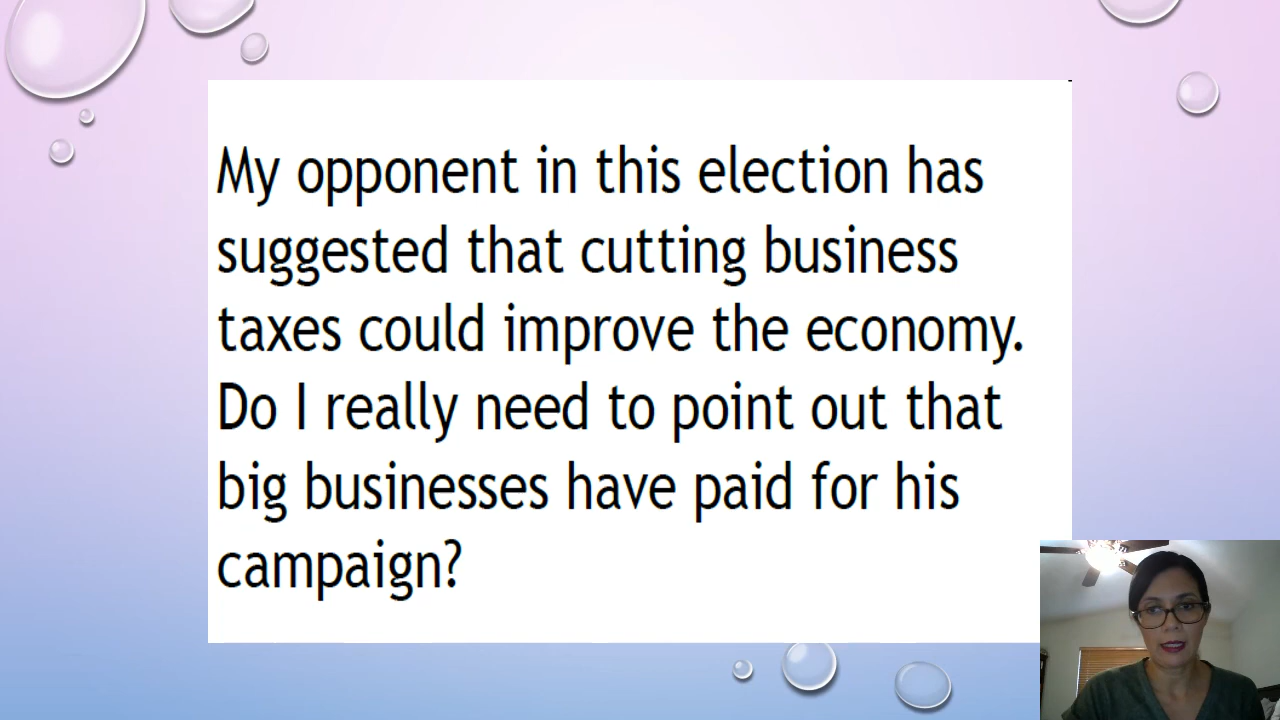 My opponent in this election has
suggested that cutting business
taxes could improve the economy.
Do I really need to point out that
big businesses have paid for his
campaign?